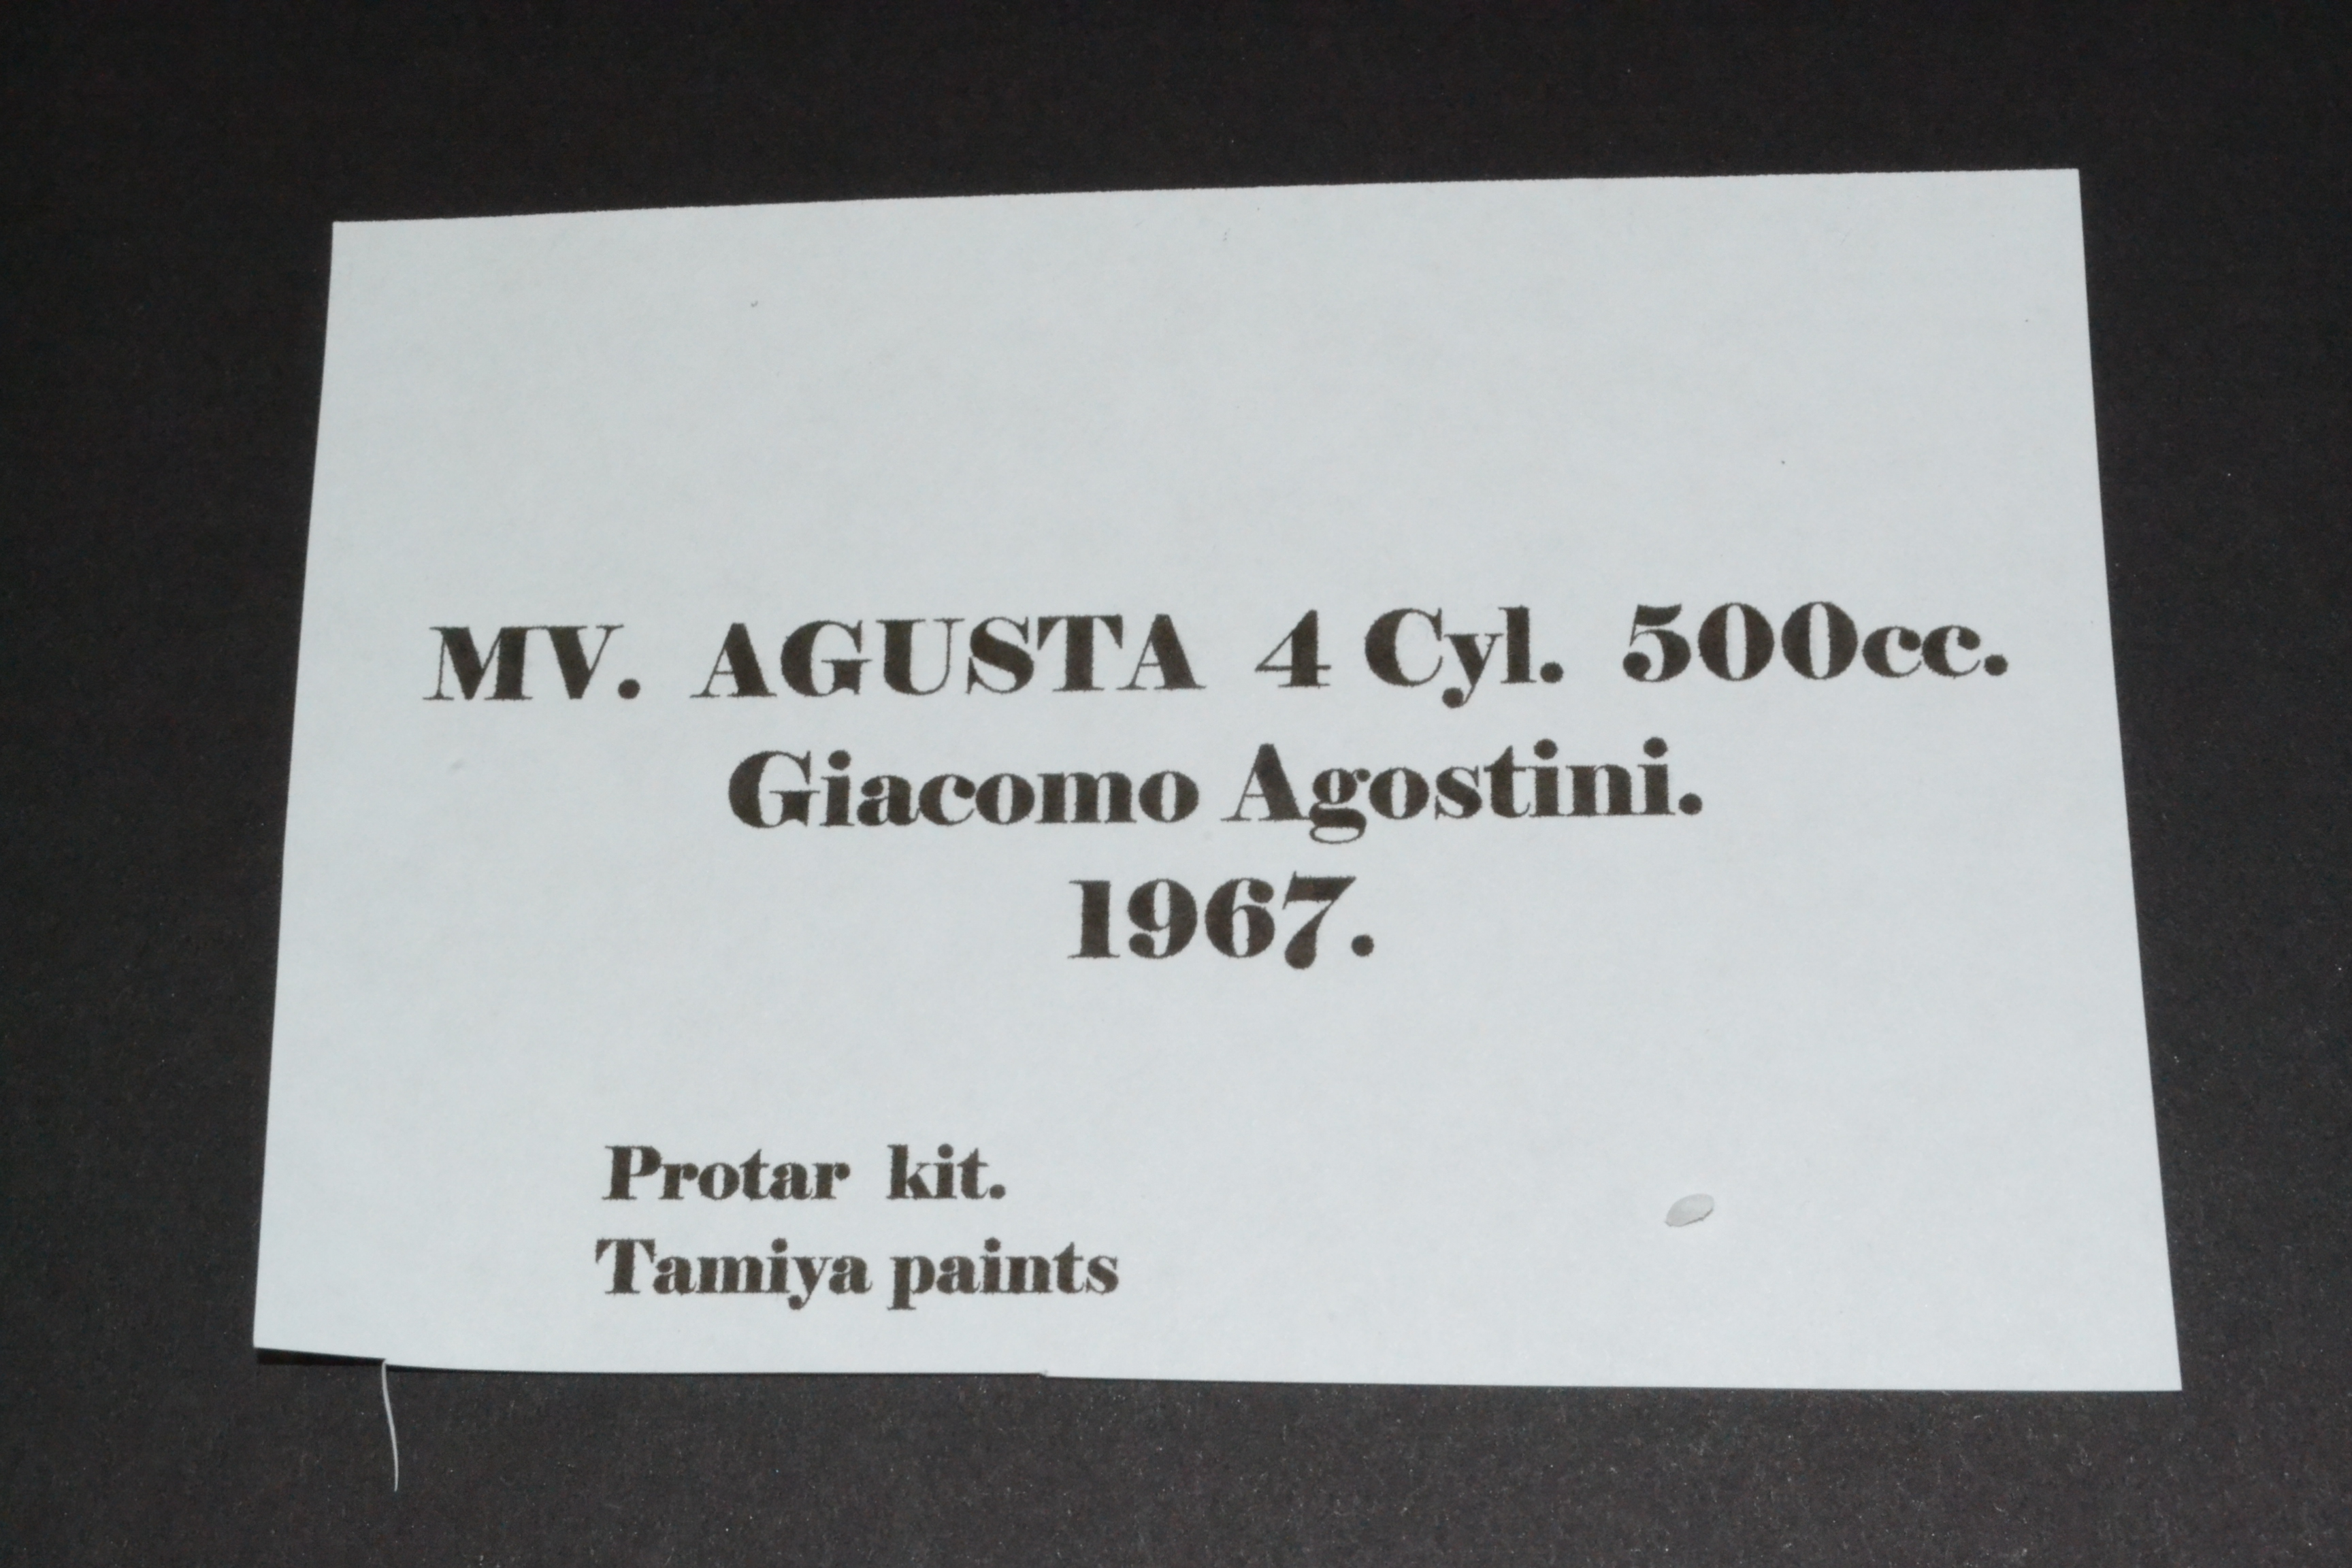 MV. AGUSTA 4 Cyl. 500cc.
Giacomo Agostini.
1967.
Protar kit.
Tamiya paints